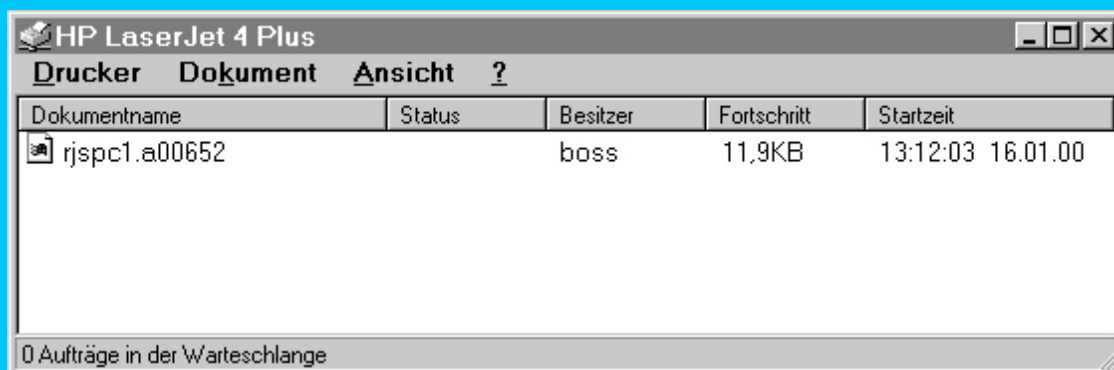 HP LaserJet 4 Plus
Drucker Dokument Ansicht ?
Dokumentname Status Besitzer Fortschritt Startzeit
rjspc1.a00652 boss 11,9KB 13:12:03 16.01.00
0 Aufträge in der Warteschlange